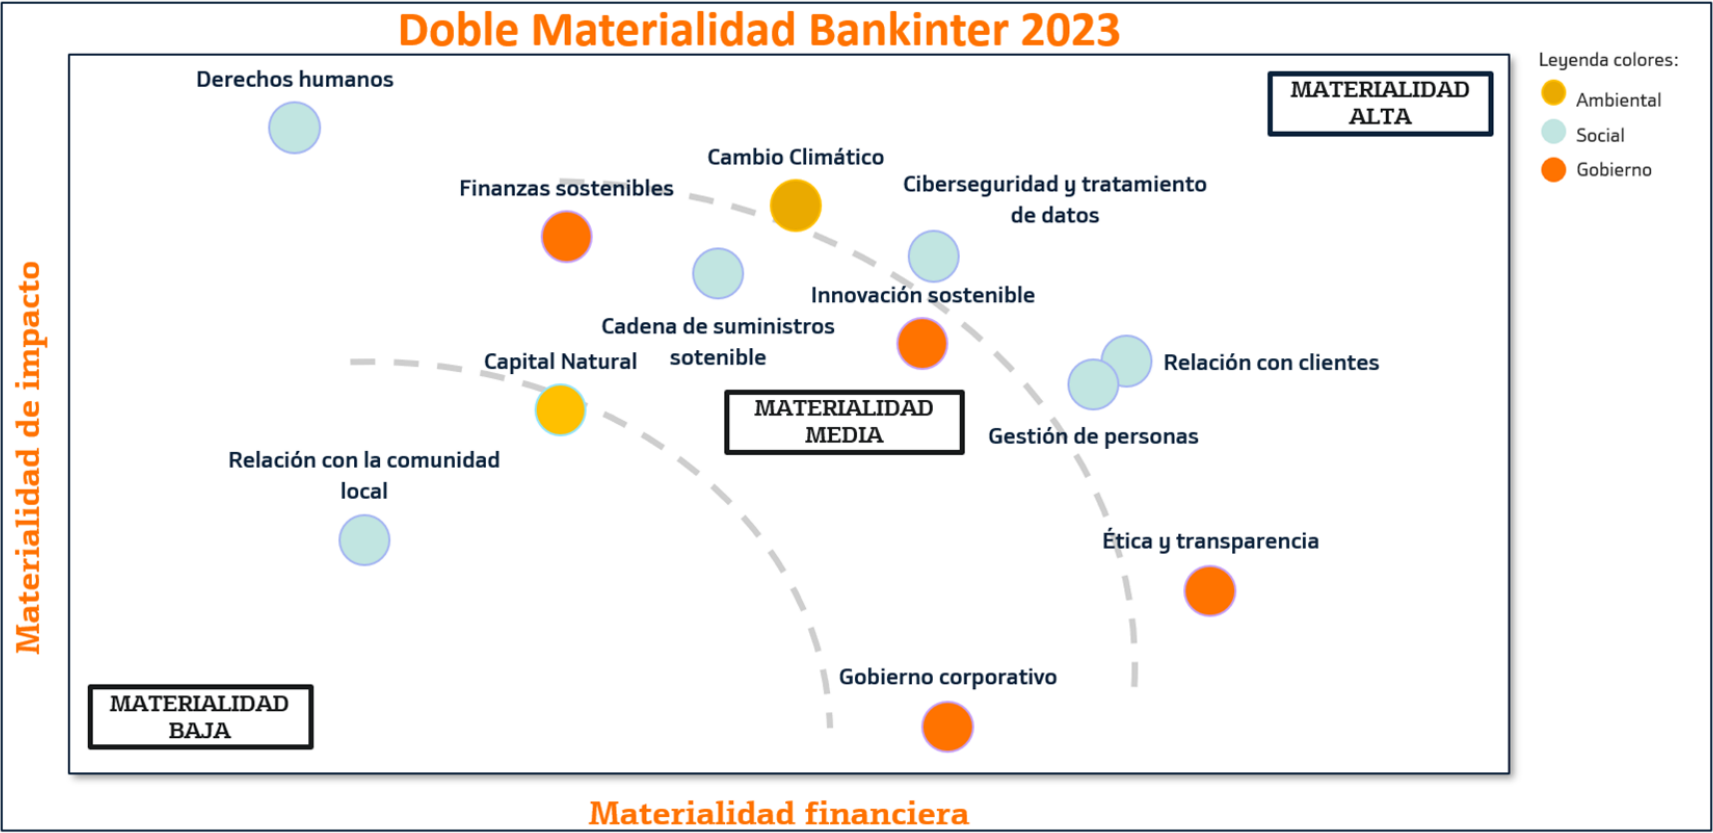 Doble Materialidad Bankinter 2023
Leyenda colores:
Ambiental
Social
Gobierno
MATERIALIDAD
ALTA
Derechos humanos
Cambio Climático
Finanzas sostenibles
Ciberseguridad y tratamiento
de datos
Innovación sostenible
Cadena de suministros
sotenible
Capital Natural
Relación con clientes
MATERIALIDAD
MEDIA
Gestión de personas
Relación con la comunidad
local
Ética y transparencia
Gobierno corporativo
MATERIALIDAD
BAJA
Materialidad de impacto
Materialidad financiera